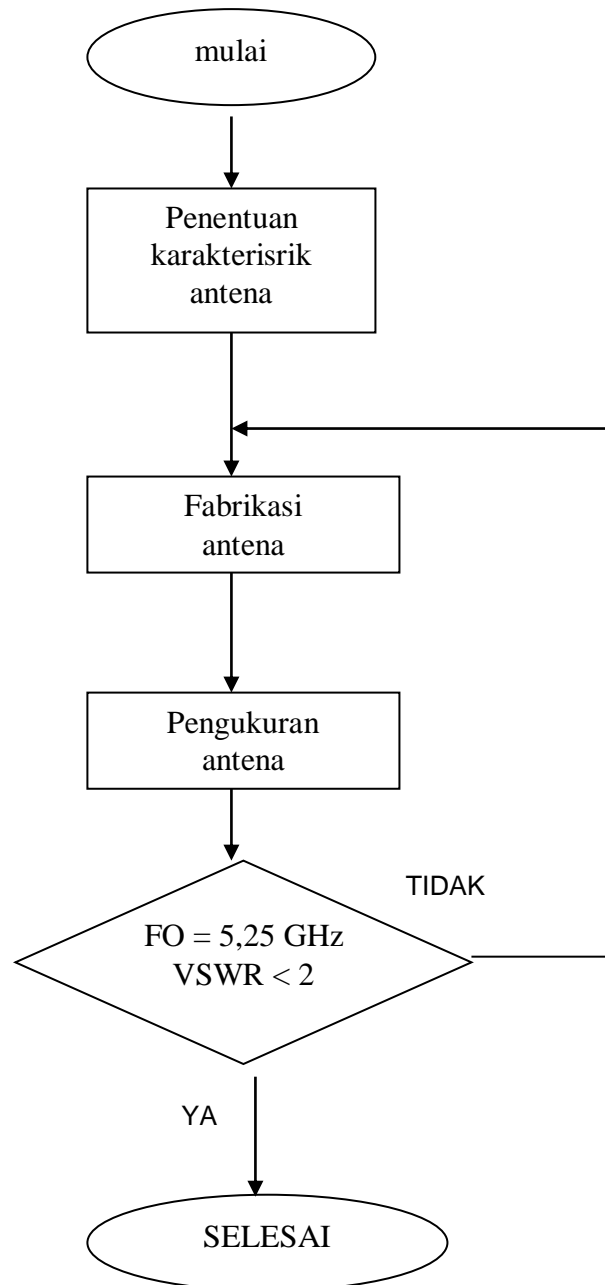 mulai
Penentuan
karakterisrik
antena
Fabrikasi
antena
Pengukuran
antena
TIDAK
FO = 5,25 GHz
VSWR < 2
YA
SELESAI